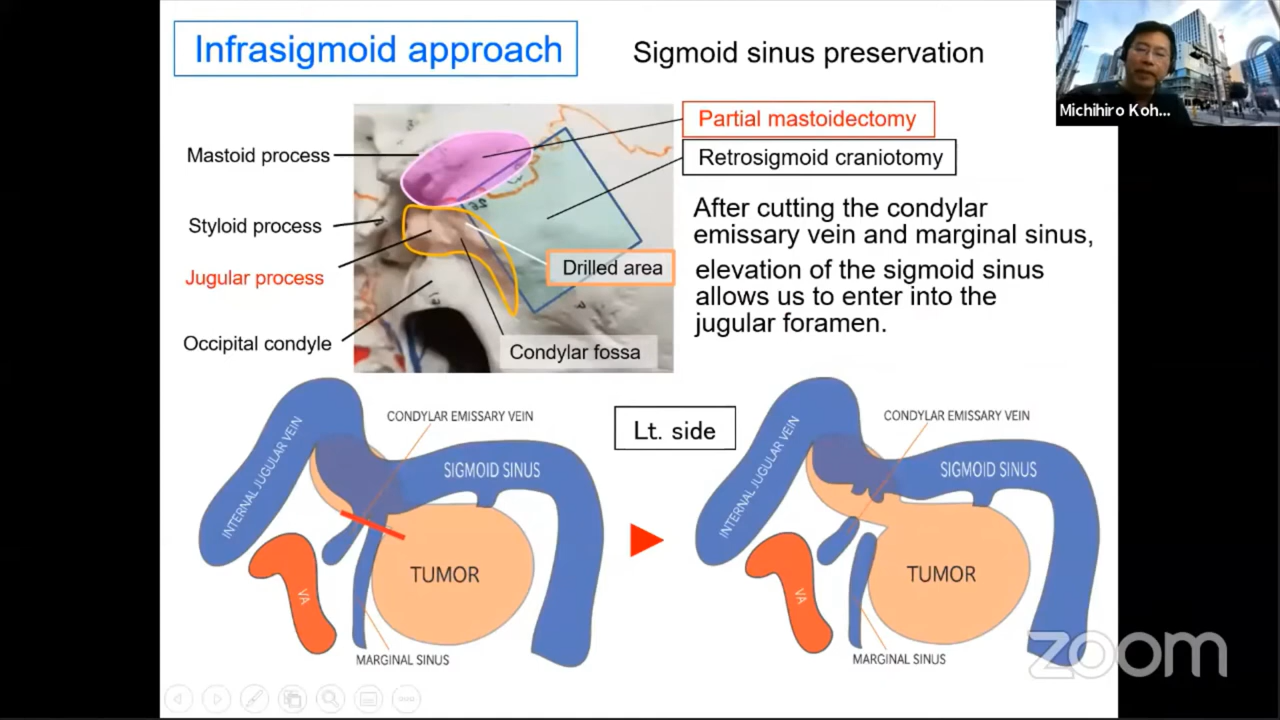 Infrasigmoid approach
Sigmoid sinus preservation
Michihiro Koh...
Mastoid process
Styloid process
Jugular process
Occipital condyle
Partial mastoidectomy
Retrosigmoid craniotomy
Drilled area
Condylar fossa
After cutting the condylar
emissary vein and marginal sinus,
elevation of the sigmoid sinus
allows us to enter into the
jugular foramen.
Lt. side
CONDYLAR EMISSARY VEIN
INTERNAL JUGULAR VEIN
SIGMOID SINUS
TUMOR
VA
MARGINAL SINUS
CONDYLAR EMISSARY VEIN
INTERNAL JUGULAR VEIN
SIGMOID SINUS
TUMOR
VA
MARGINAL SINUS
zoom